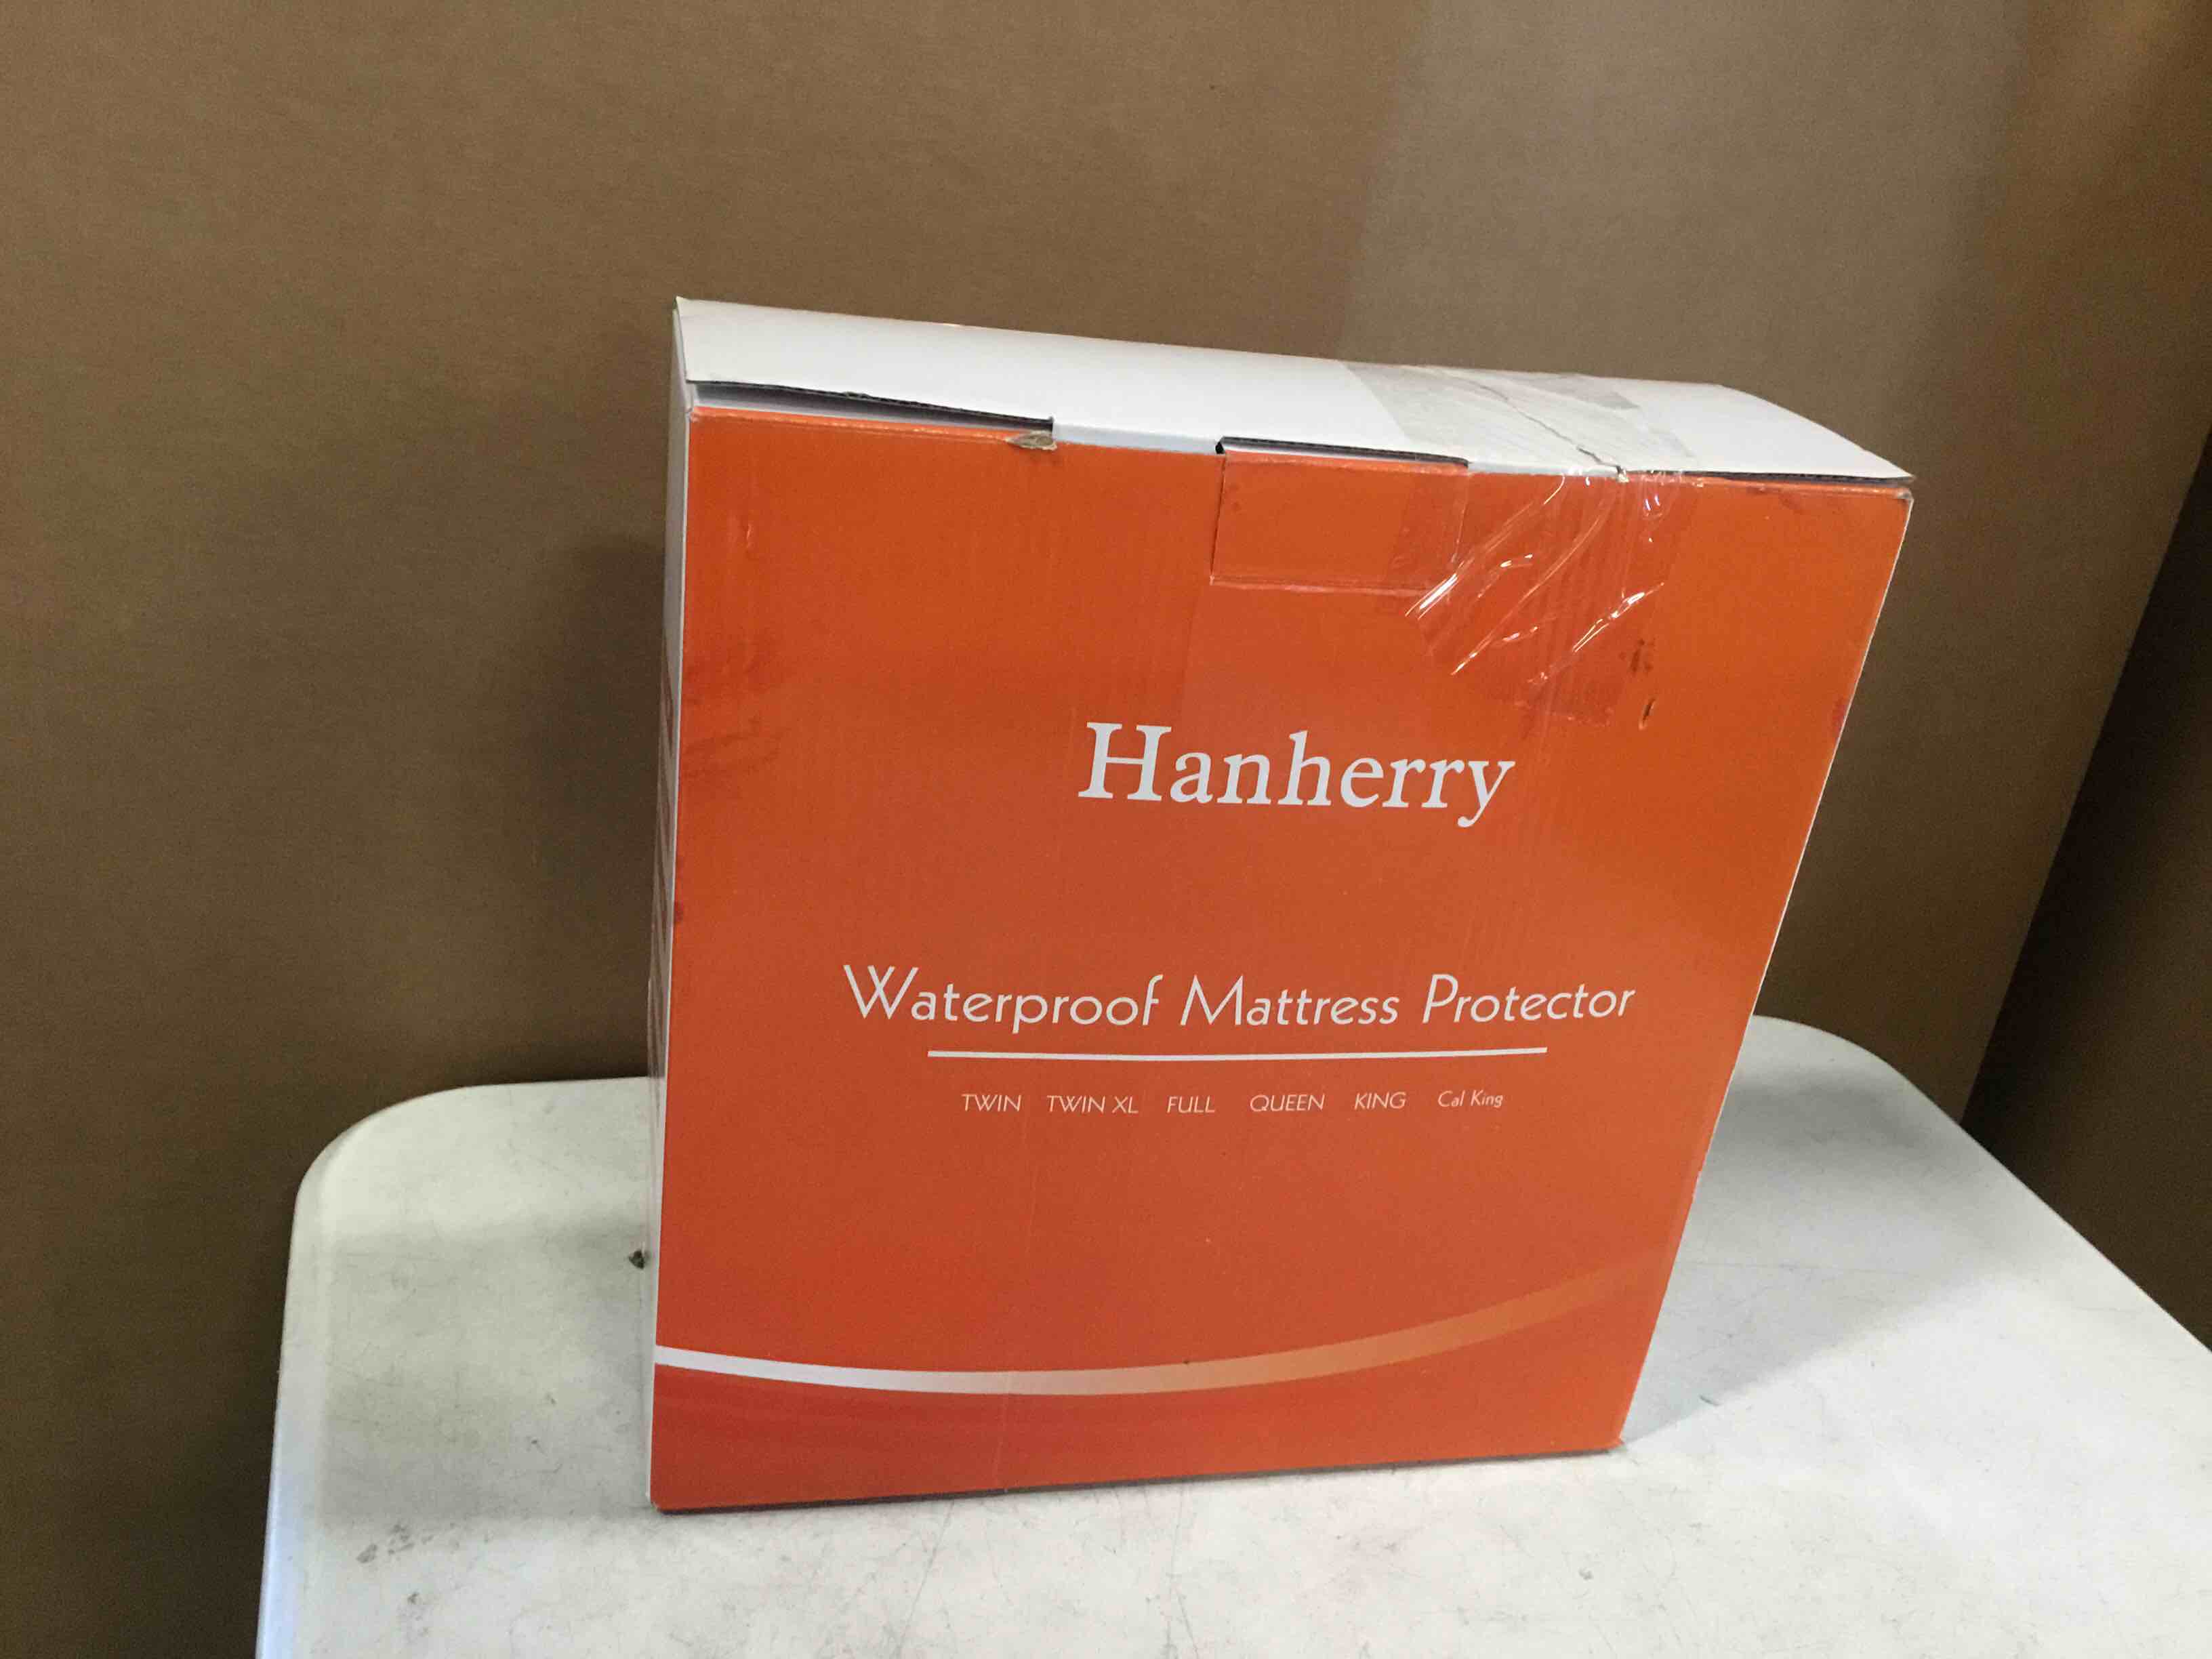 Hanherry
Waterproof Mattress Protector
TWIN TWIN XL FULL QUEEN KING Cal King